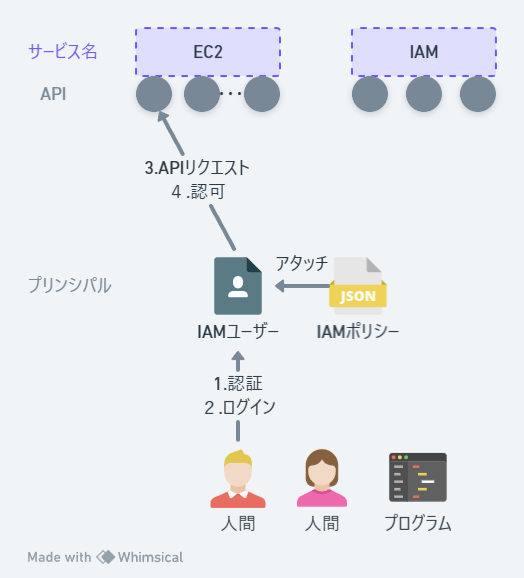 サービス名
EC2
IAM
API
...
3.APIリクエスト
４.認可
プリンシパル
アタッチ
JSON
IAMユーザー
IAMポリシー
1.認証
２.ログイン
人間
人間
プログラム
Made with Whimsical